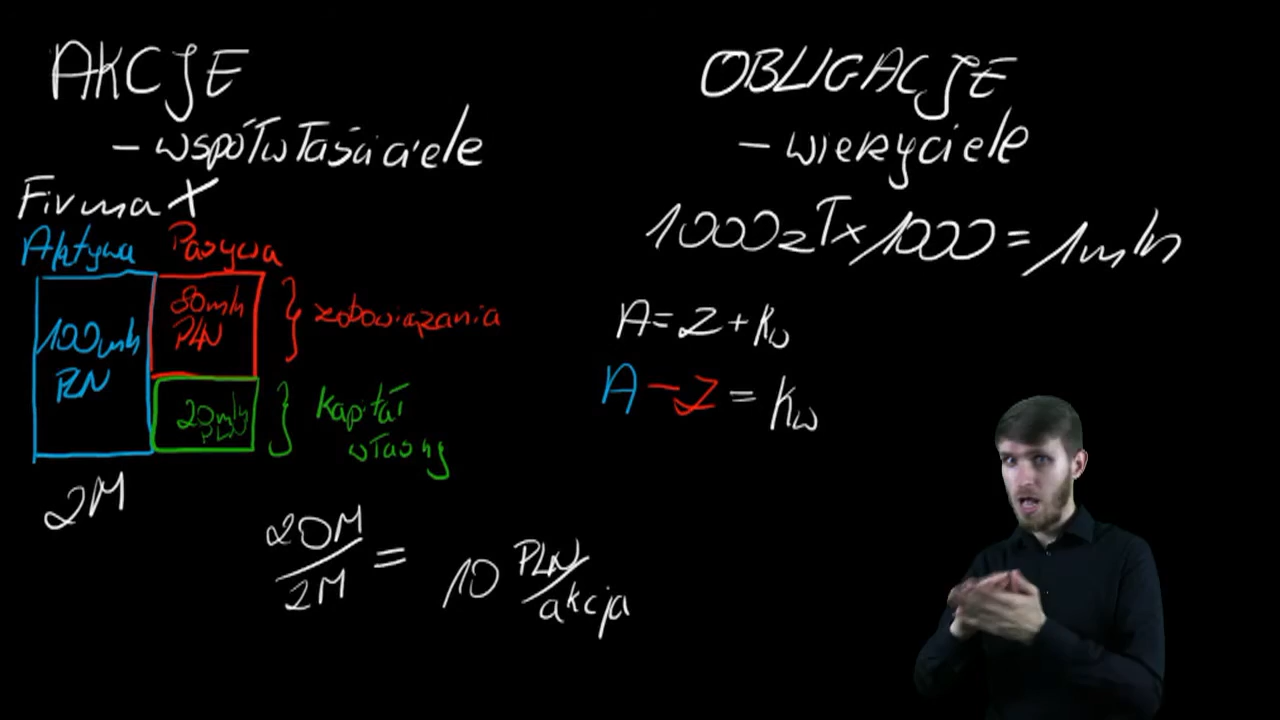 AKCJE
- współwłaściciele
Firma X
Aktywa Pasywa
100mln PLN
80mln PLN
} zobowiązania
20mln PLN
} kapitał własny
2M
20M/2M = 10 PLN/akcja
OBLIGACJE
- wierzyciele
1000zł x 1000 = 1mln
A = Z + Kw
A - Z = Kw